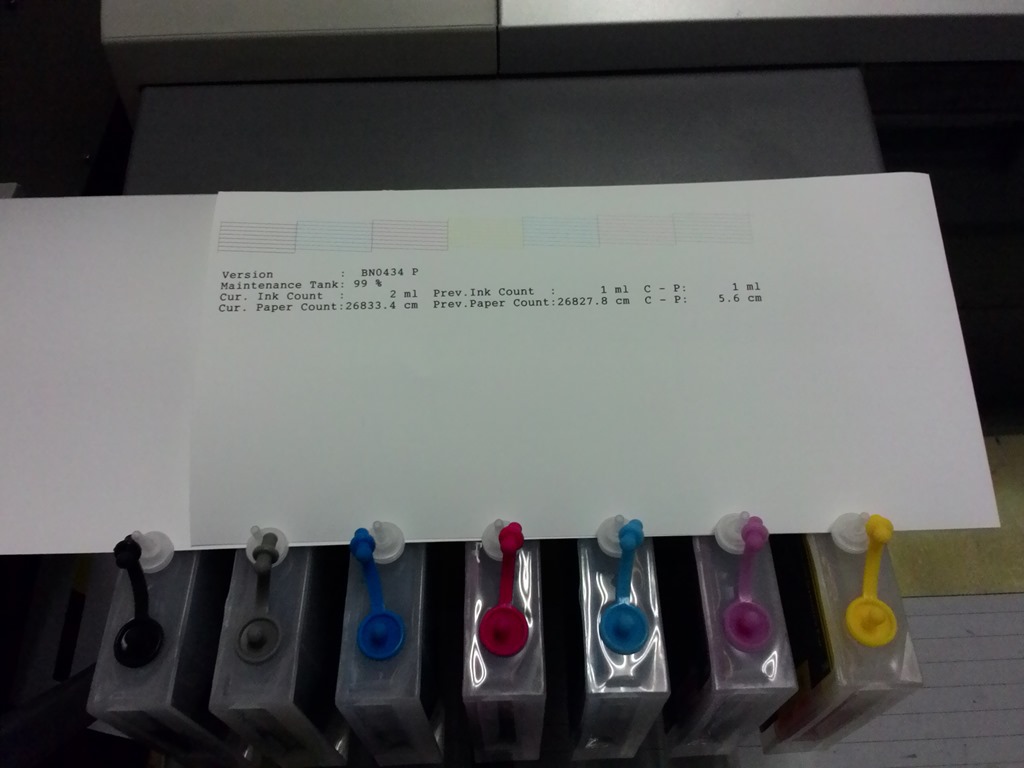 Version : BN0434 P
Maintenance Tank: 99 %
Cur. Ink Count : 2 ml Prev.Ink Count : 1 ml C - P: 1 ml
Cur. Paper Count:26833.4 cm Prev.Paper Count:26827.8 cm C - P: 5.6 cm